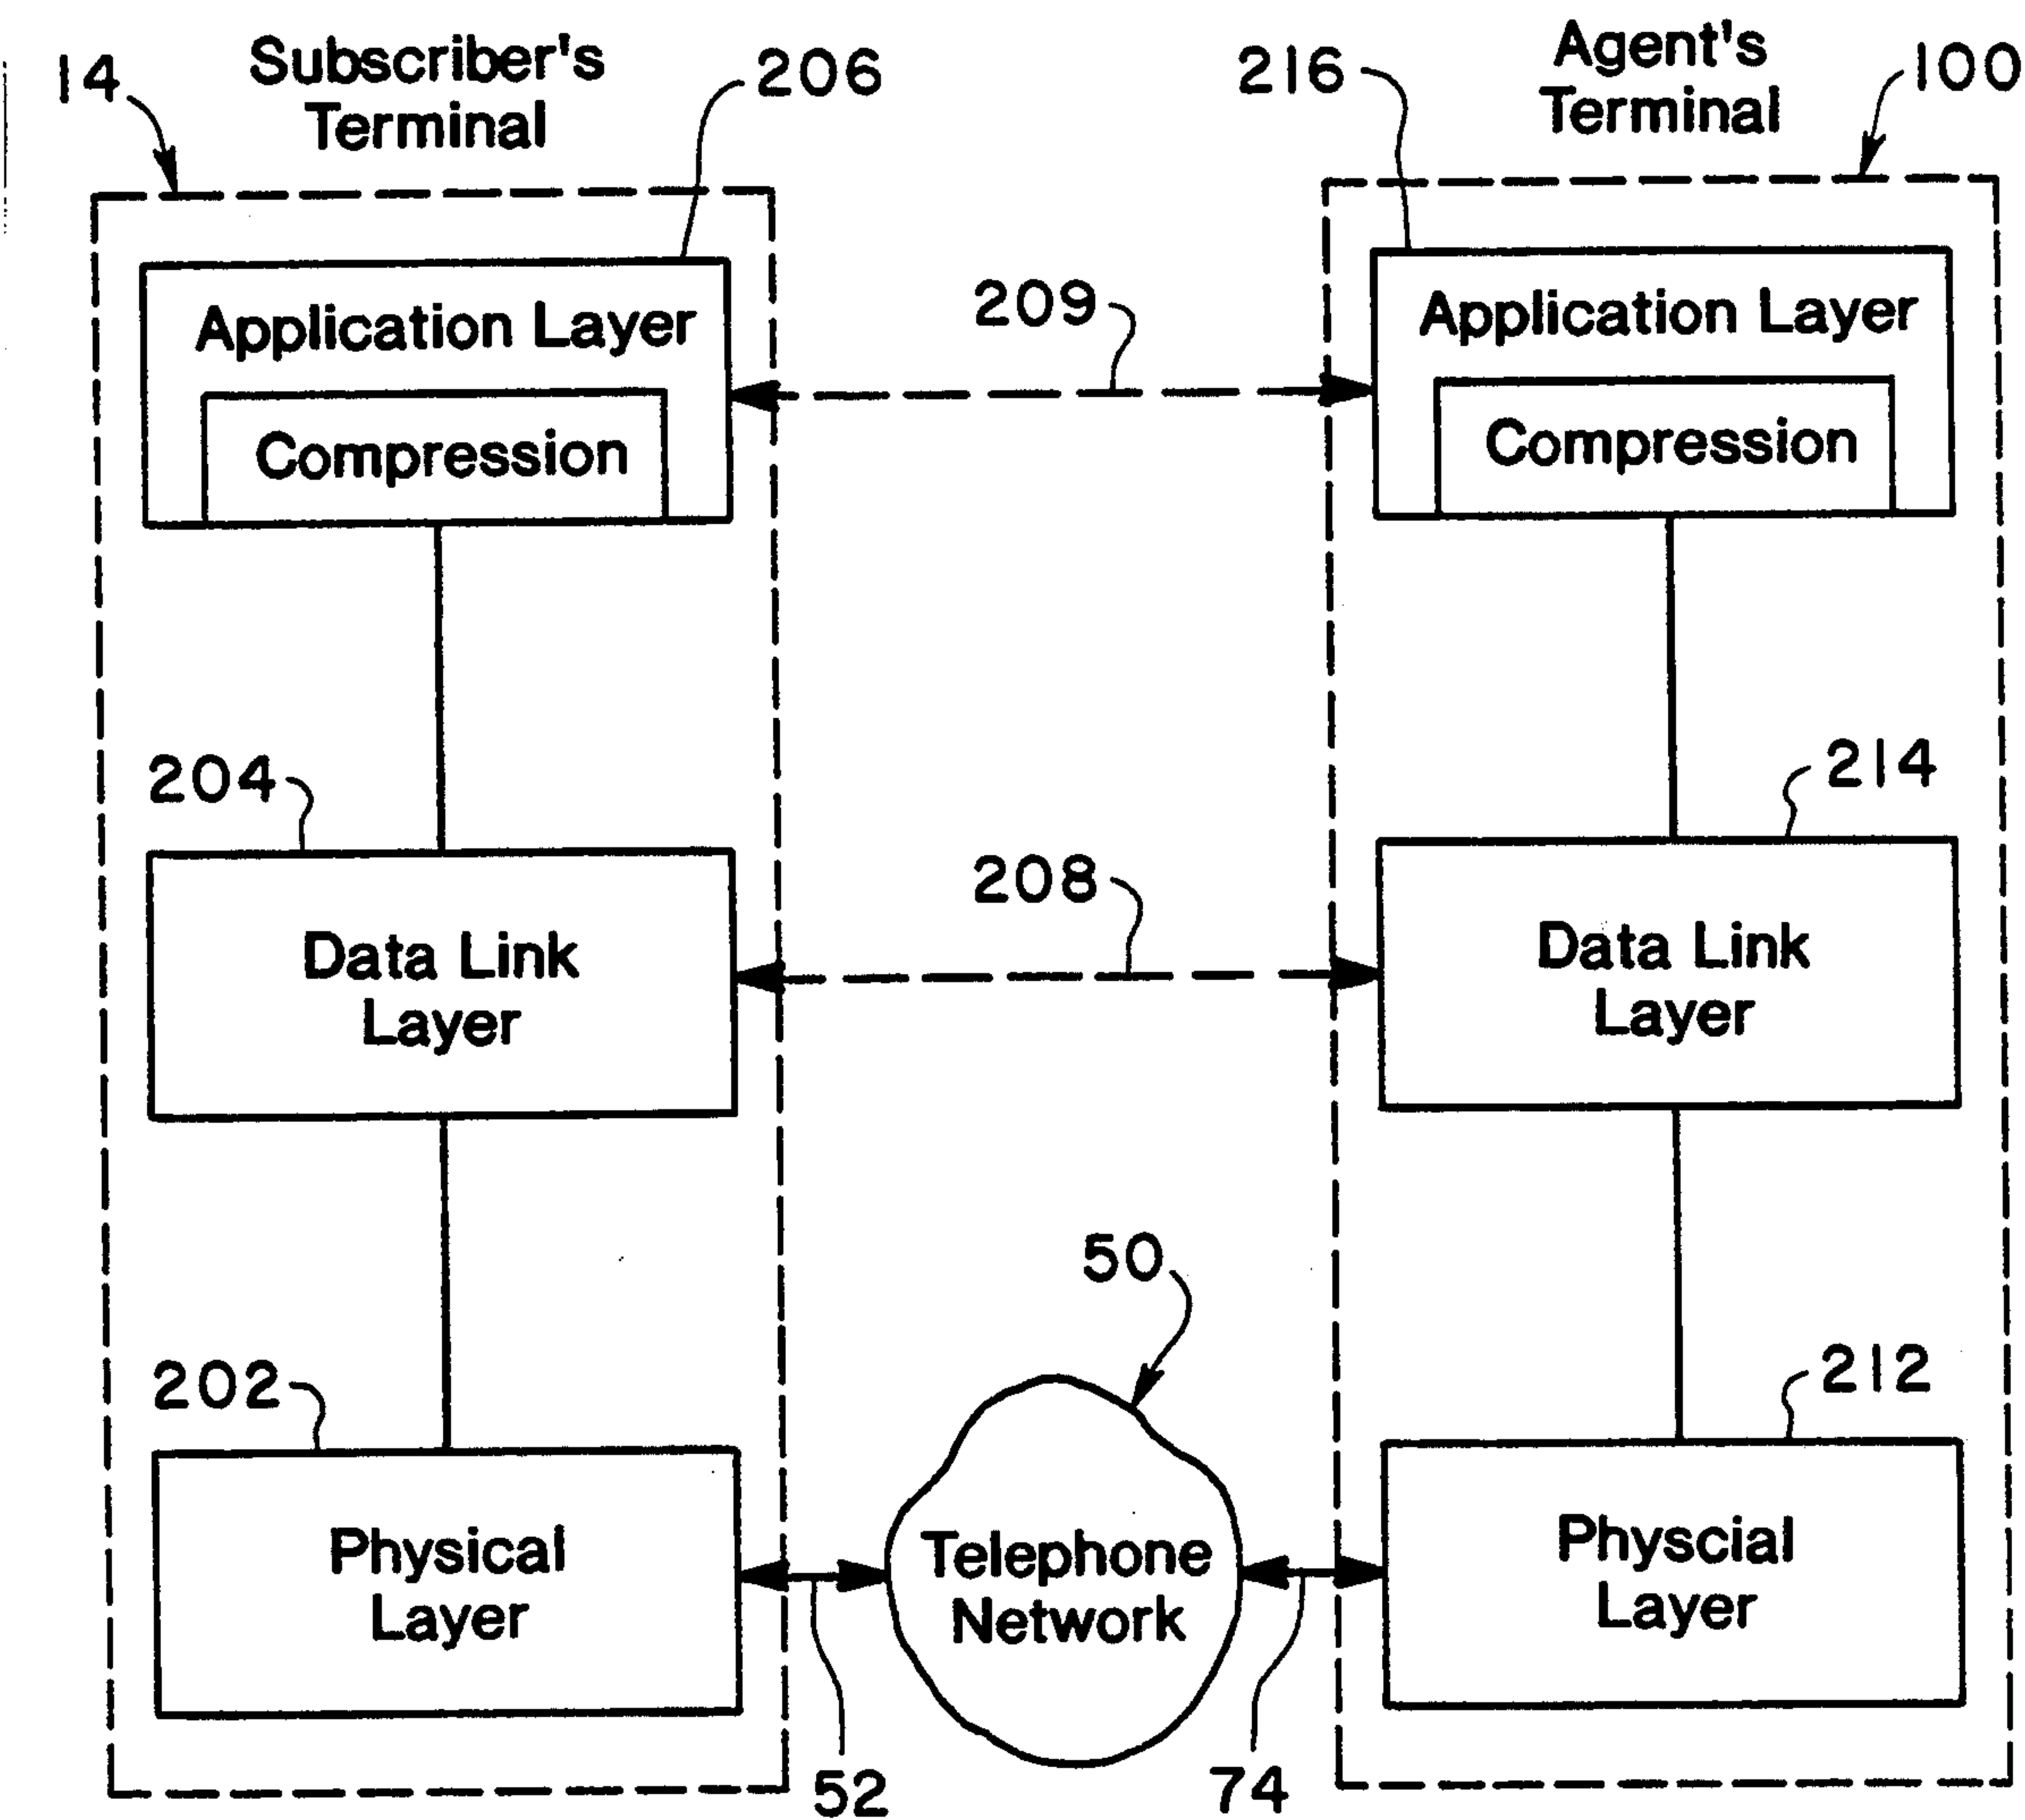 14
Subscriber's
Terminal
206
216
Agent's
Terminal
100
Application Layer
Compression
209
Application Layer
Compression
204
Data Link
Layer
208
214
Data Link
Layer
202
Physical
Layer
50
Telephone
Network
212
Physcial
Layer
52
74